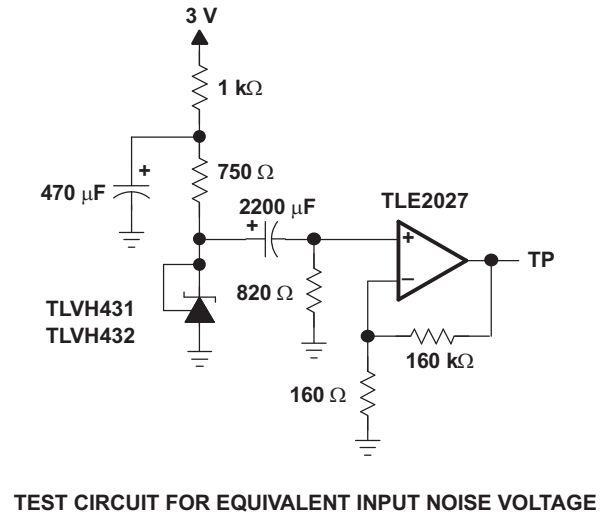 3 V
1 kΩ
470 μF
+
750 Ω
2200 μF
+
TLE2027
+
−
TP
820 Ω
TLVH431
TLVH432
160 kΩ
160 Ω
TEST CIRCUIT FOR EQUIVALENT INPUT NOISE VOLTAGE